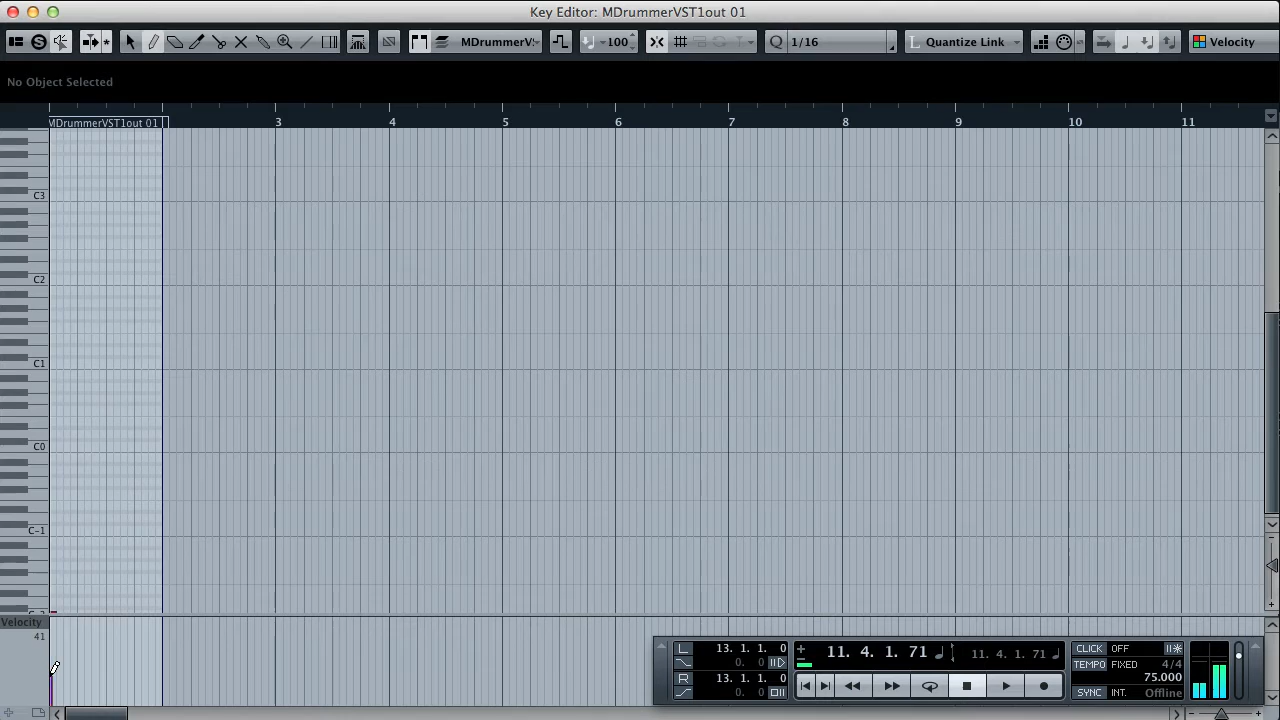 Key Editor: MDrummerVST1out 01
MDrummerV: 100 Q 1/16 L Quantize Link Velocity
No Object Selected
MDrummerVST1out 01 3 4 5 6 7 8 9 10 11
C3
C2
C1
C0
C-1
Velocity
41
L 13. 1. 1. 0 11. 4. 1. 71 11. 4. 1. 71 CLICK OFF
0. 0 TEMPO FIXED 4/4
R 13. 1. 1. 0 75.000
0. 0 SYNC INT. Offline